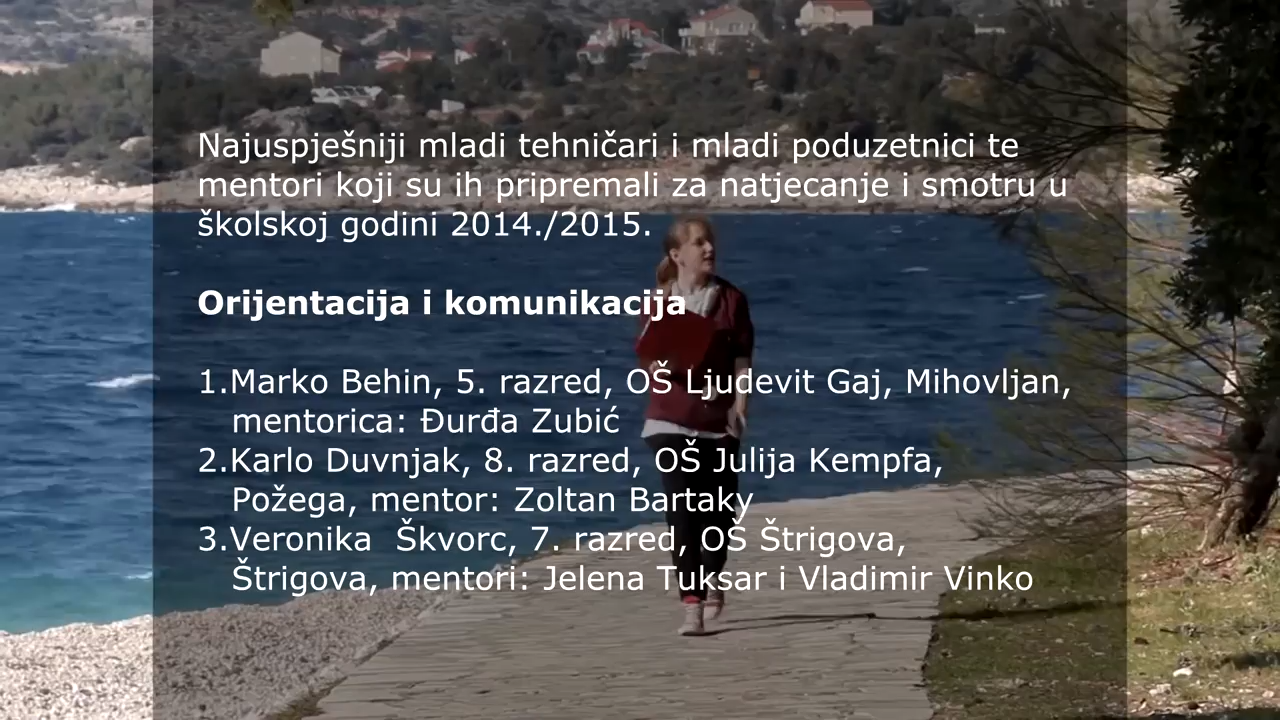 Najuspješniji mladi tehničari i mladi poduzetnici te
mentori koji su ih pripremali za natjecanje i smotru u
školskoj godini 2014./2015.
Orijentacija i komunikacija
1.Marko Behin, 5. razred, OŠ Ljudevit Gaj, Mihovljan,
mentorica: Đurđa Zubić
2.Karlo Duvnjak, 8. razred, OŠ Julija Kempfa,
Požega, mentor: Zoltan Bartaky
3.Veronika  Škvorc, 7. razred, OŠ Štrigova,
Štrigova, mentori: Jelena Tuksar i Vladimir Vinko